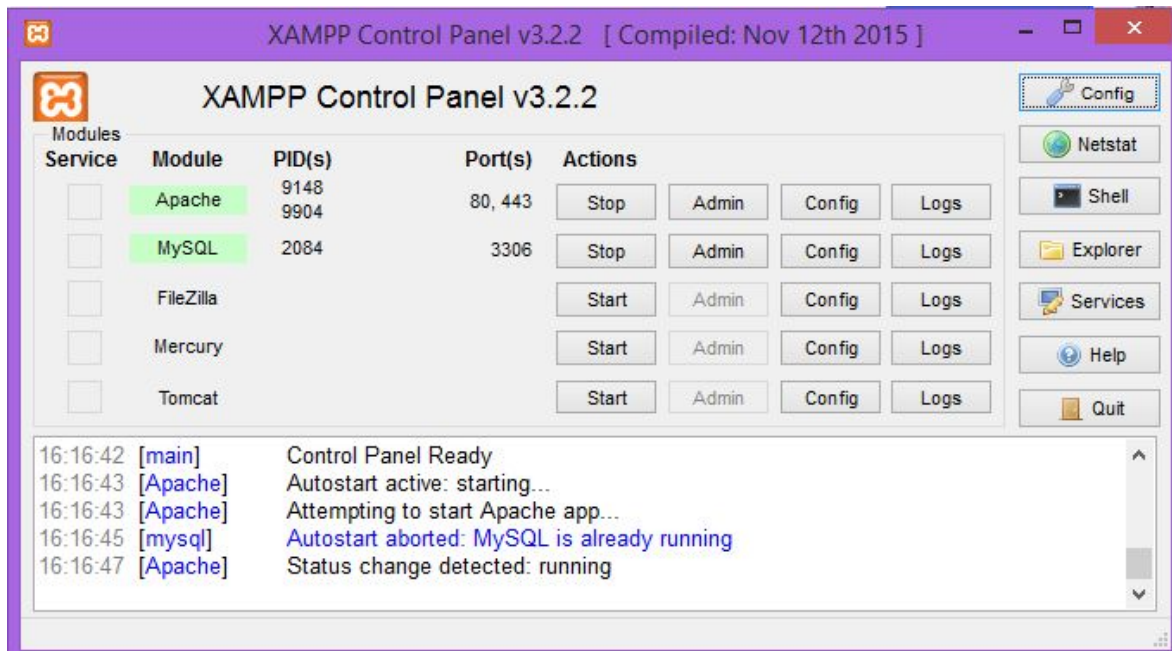 XAMPP Control Panel v3.2.2 [ Compiled: Nov 12th 2015 ]
XAMPP Control Panel v3.2.2
Config
Modules
Service Module PID(s) Port(s) Actions
Netstat
Apache 9148 9904 80, 443 Stop Admin Config Logs
Shell
MySQL 2084 3306 Stop Admin Config Logs
Explorer
FileZilla Start Admin Config Logs
Services
Mercury Start Admin Config Logs
Help
Tomcat Start Admin Config Logs
Quit
16:16:42 [main] Control Panel Ready
16:16:43 [Apache] Autostart active: starting...
16:16:43 [Apache] Attempting to start Apache app...
16:16:45 [mysql] Autostart aborted: MySQL is already running
16:16:47 [Apache] Status change detected: running